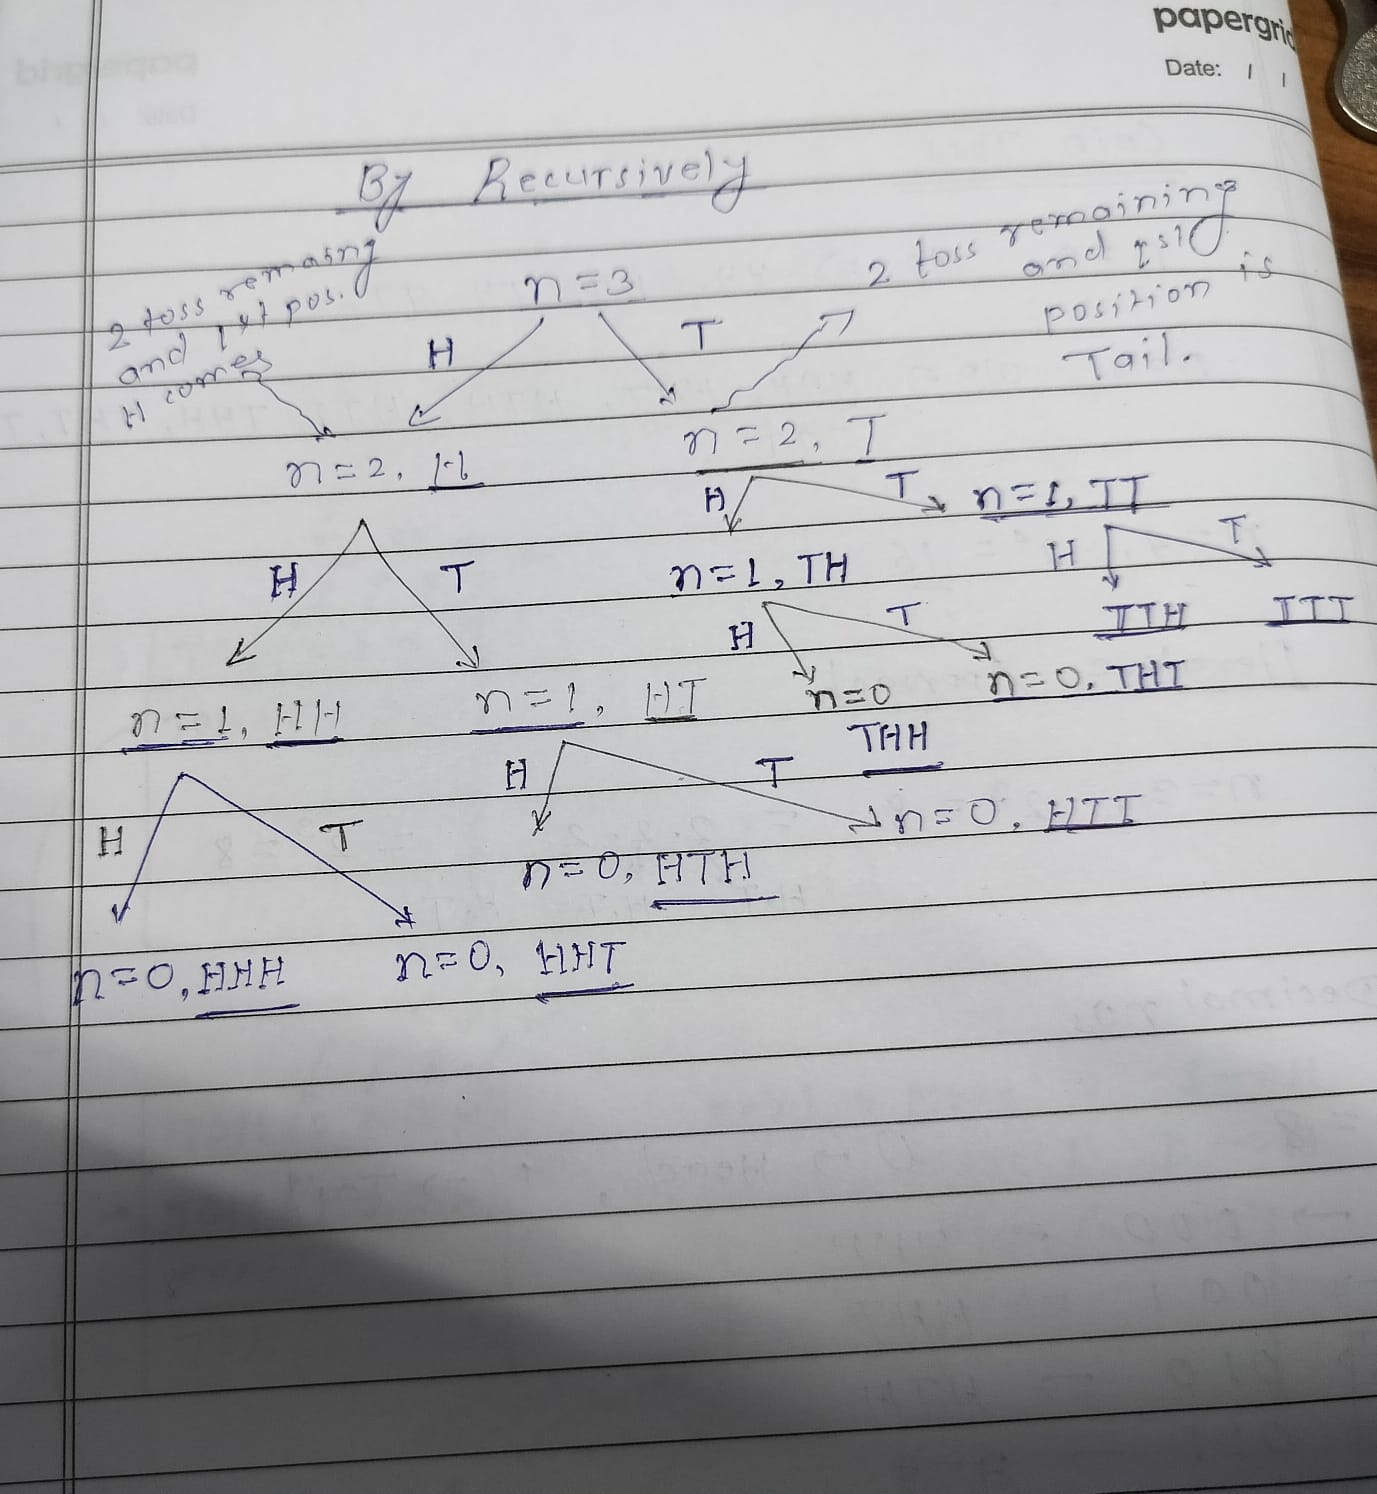 papergrid
Date: / /
By Recursively
2 toss remaing
and 1st pos.
H comes
n=3
2 toss remaining
and 1st
position is
Tail.
H
T
n=2, H
n=2, T
H
T
n=1, TT
H
T
H
T
n=1, TH
H
T
TTH
TTT
n=1, HH
n=1, HT
n=0
THH
n=0, THT
H
T
H
T
n=0, HTT
n=0, HTH
n=0, HHH
n=0, HHT